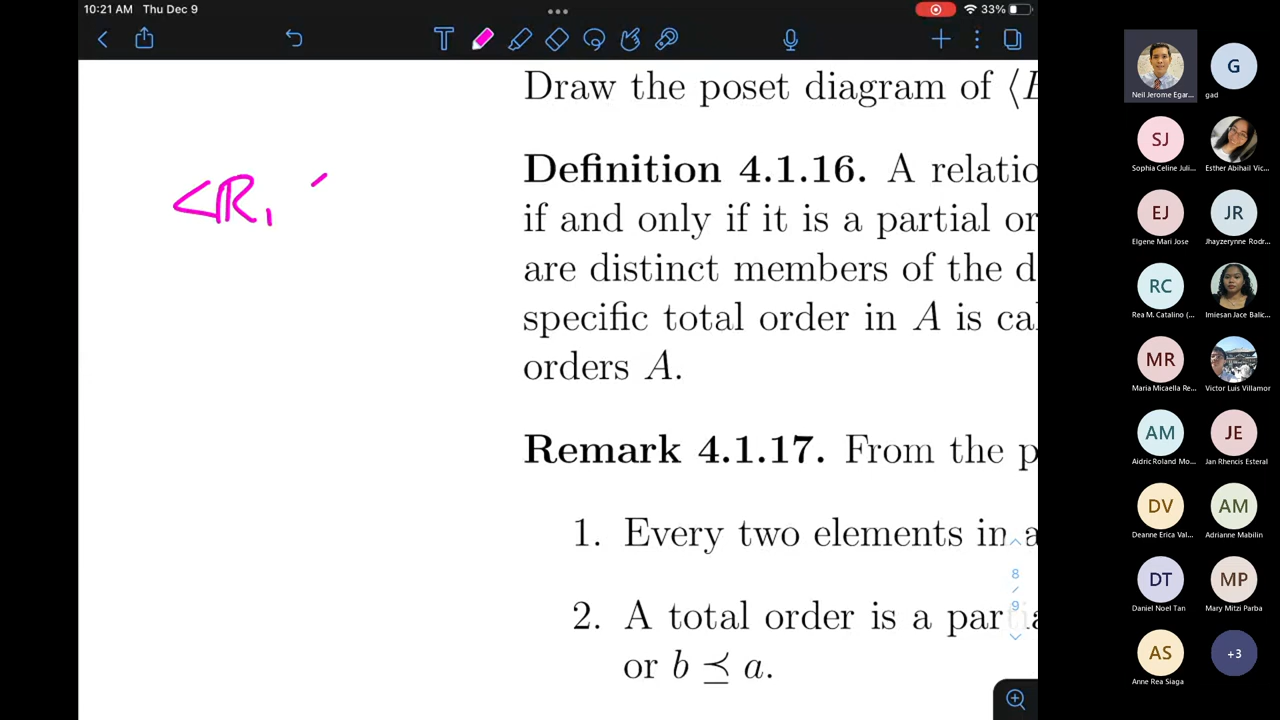 10:21 AM Thu Dec 9
33%
T
Draw the poset diagram of ⟨
<R,
Definition 4.1.16. A relatio
if and only if it is a partial or
are distinct members of the d
specific total order in A is ca
orders A.
Remark 4.1.17. From the p
1. Every two elements in a
2. A total order is a parti
or b ⪯ a.
8
/
9
Neil Jerome Egar...
G
gad
SJ
Sophia Celine Juli...
Esther Abihail Vic...
EJ
Elgene Mari Jose
JR
Jhayzerynne Rodr...
RC
Rea M. Catalino (...
Imiesan Jace Balic...
MR
Maria Micaella Re...
Victor Luis Villamor
AM
Aidric Roland Mo...
JE
Jan Rhencis Esteral
DV
Deanne Erica Val...
AM
Adrianne Mabilin
DT
Daniel Noel Tan
MP
Mary Mitzi Parba
AS
Anne Rea Siaga
+3